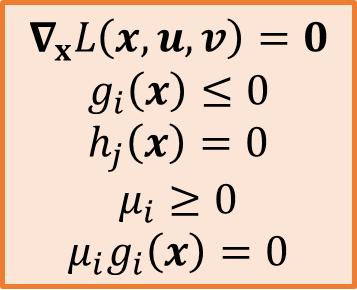 ∇ₓL(x, u, v) = 0
gᵢ(x) ≤ 0
hⱼ(x) = 0
μᵢ ≥ 0
μᵢgᵢ(x) = 0